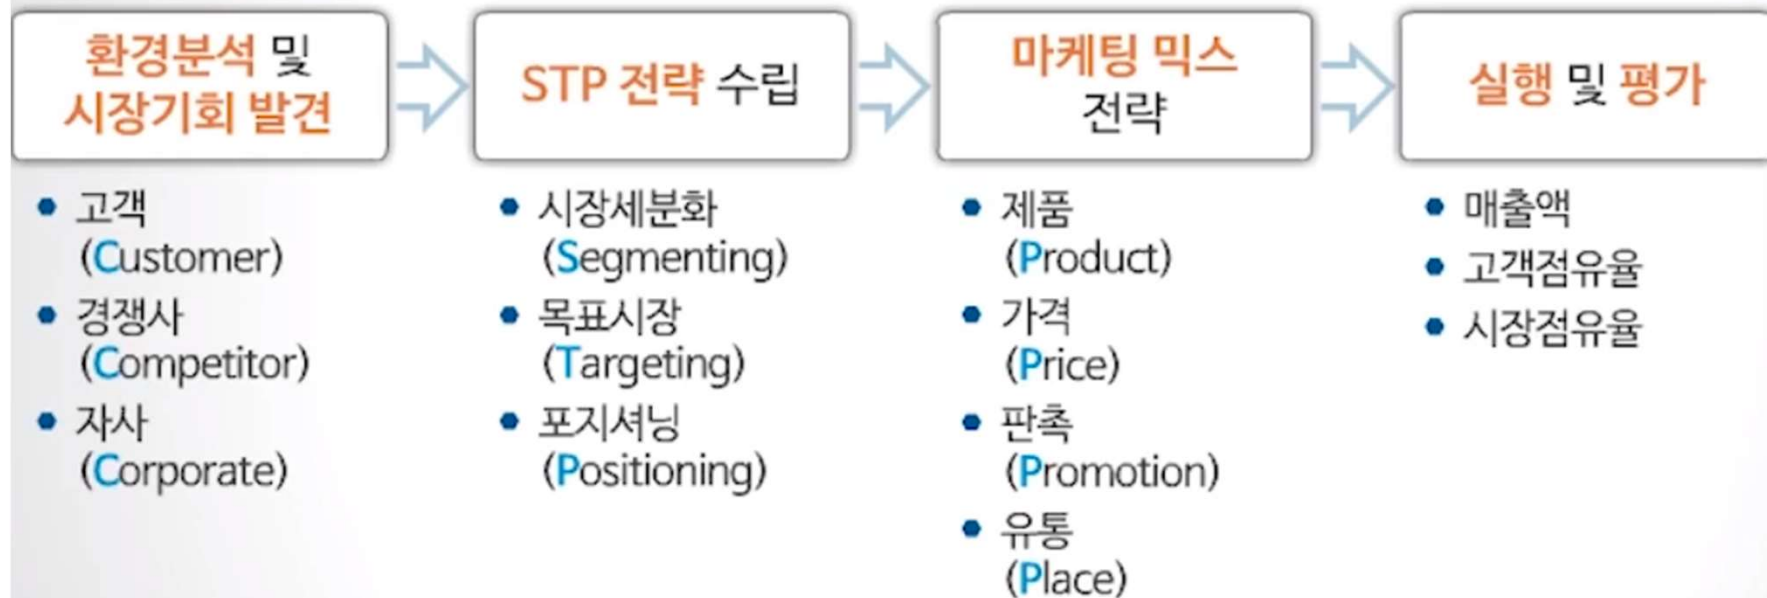 환경분석 및
시장기회 발견
고객
(Customer)
경쟁사
(Competitor)
자사
(Corporate)
STP 전략 수립
시장세분화
(Segmenting)
목표시장
(Targeting)
포지셔닝
(Positioning)
마케팅 믹스
전략
제품
(Product)
가격
(Price)
판촉
(Promotion)
유통
(Place)
실행 및 평가
매출액
고객점유율
시장점유율